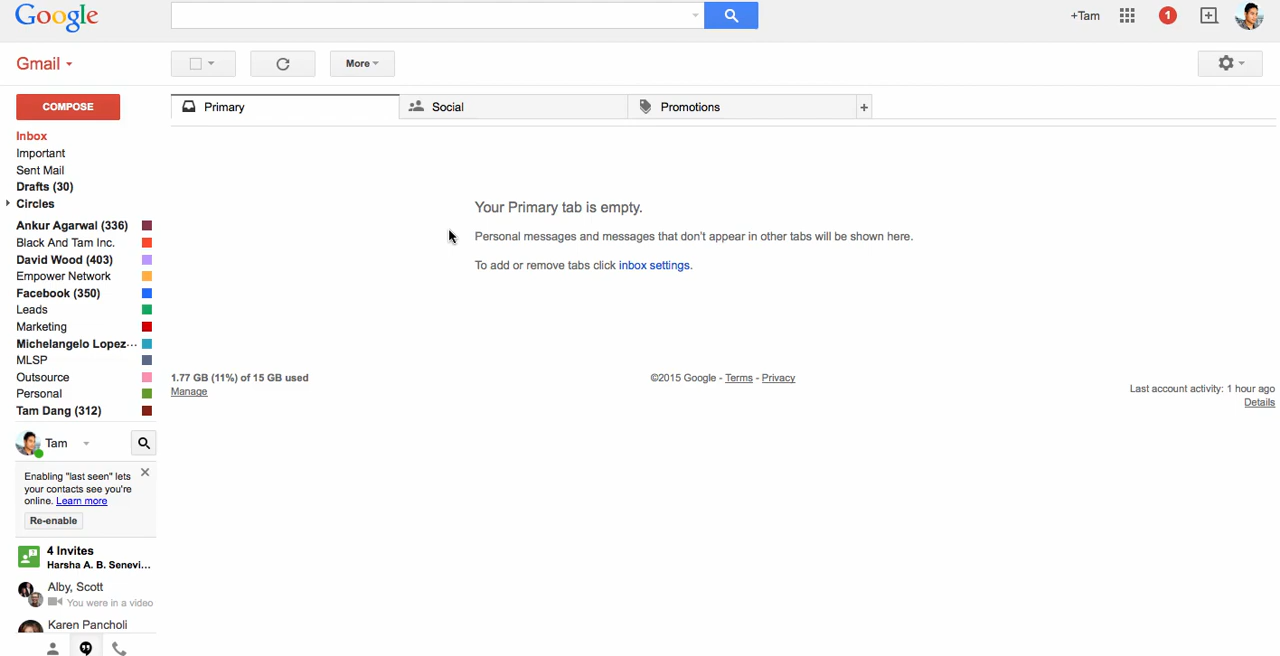 Google
+Tam
1
Gmail
More
COMPOSE
Primary
Social
Promotions
+
Inbox
Important
Sent Mail
Drafts (30)
Circles
Ankur Agarwal (336)
Black And Tam Inc.
David Wood (403)
Empower Network
Facebook (350)
Leads
Marketing
Michelangelo Lopez...
MLSP
Outsource
Personal
Tam Dang (312)
Your Primary tab is empty.
Personal messages and messages that don't appear in other tabs will be shown here.
To add or remove tabs click inbox settings.
1.77 GB (11%) of 15 GB used
Manage
©2015 Google - Terms - Privacy
Last account activity: 1 hour ago
Details
Tam
Enabling "last seen" lets
your contacts see you're
online. Learn more
Re-enable
4 Invites
Harsha A. B. Senevi...
Alby, Scott
You were in a video
Karen Pancholi